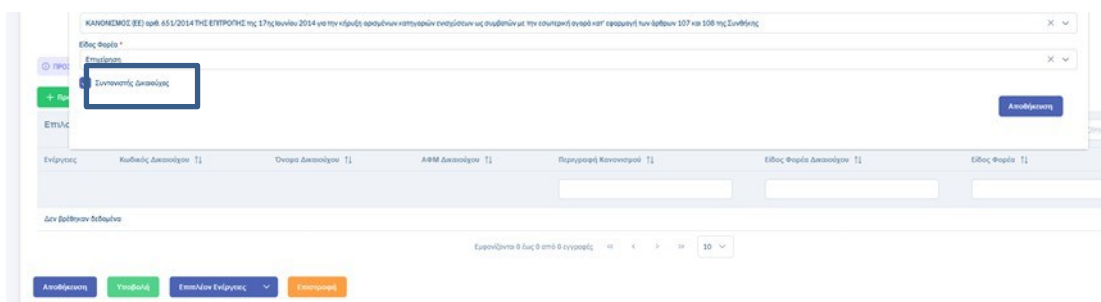 ΚΑΝΟΝΙΣΜΟΣ (ΕΕ) αριθ. 651/2014 ΤΗΣ ΕΠΙΤΡΟΠΗΣ της 17ης Ιουνίου 2014 για την κήρυξη ορισμένων κατηγοριών ενισχύσεων ως συμβατών με την εσωτερική αγορά κατ' εφαρμογή των άρθρων 107 και 108 της Συνθήκης
Είδος Φορέα *
Επιχείρηση
Συντονιστής Δικαιούχος
Αποθήκευση
Ενέργειες Κωδικός Δικαιούχου Όνομα Δικαιούχου ΑΦΜ Δικαιούχου Περιγραφή Κανονισμού Είδος Φορέα Δικαιούχου Είδος Φορέα
Δεν βρέθηκαν δεδομένα
Εμφανίζονται 0 έως 0 από 0 εγγραφές « < > » 10
Αποθήκευση Υποβολή Επιπλέον Ενέργειες Επιστροφή